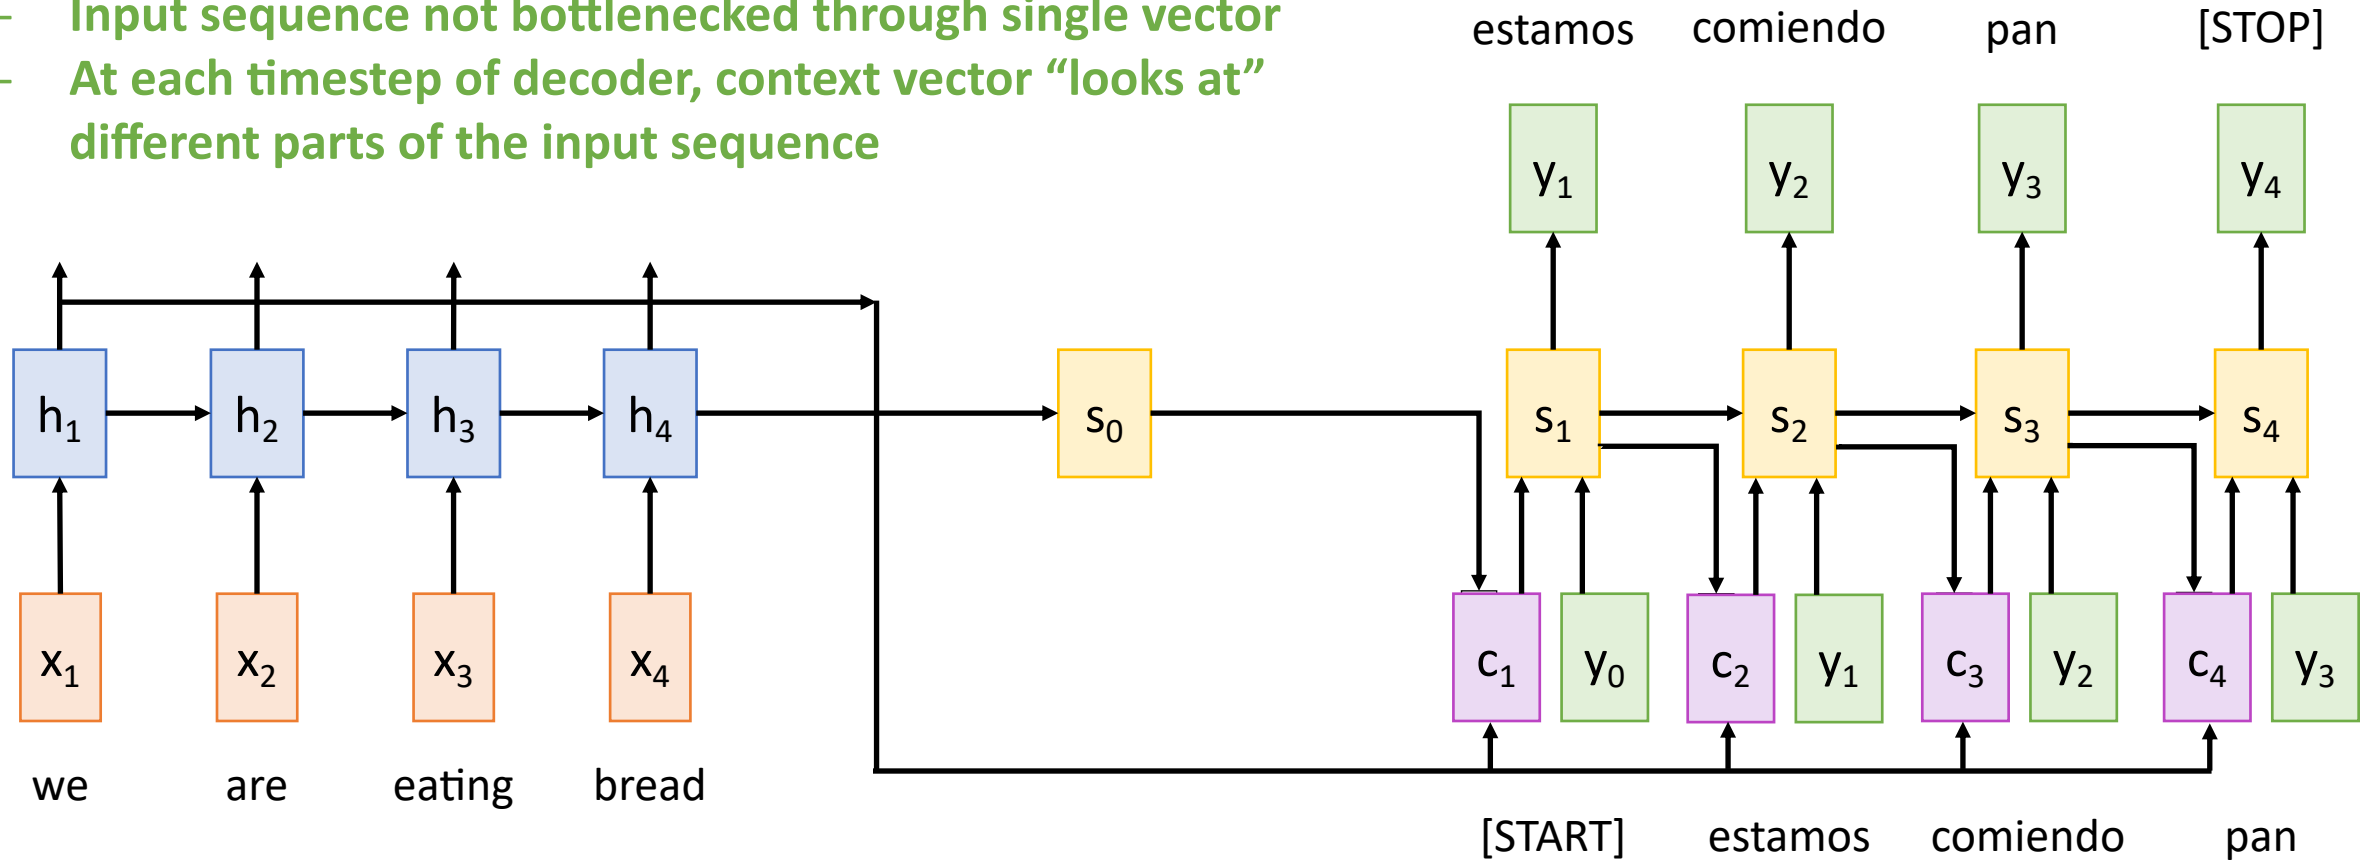 - Input sequence not bottlenecked through single vector
- At each timestep of decoder, context vector “looks at”
different parts of the input sequence
estamos comiendo pan [STOP]
y1 y2 y3 y4
h1 h2 h3 h4 s0 s1 s2 s3 s4
x1 x2 x3 x4 c1 y0 c2 y1 c3 y2 c4 y3
we are eating bread
[START] estamos comiendo pan